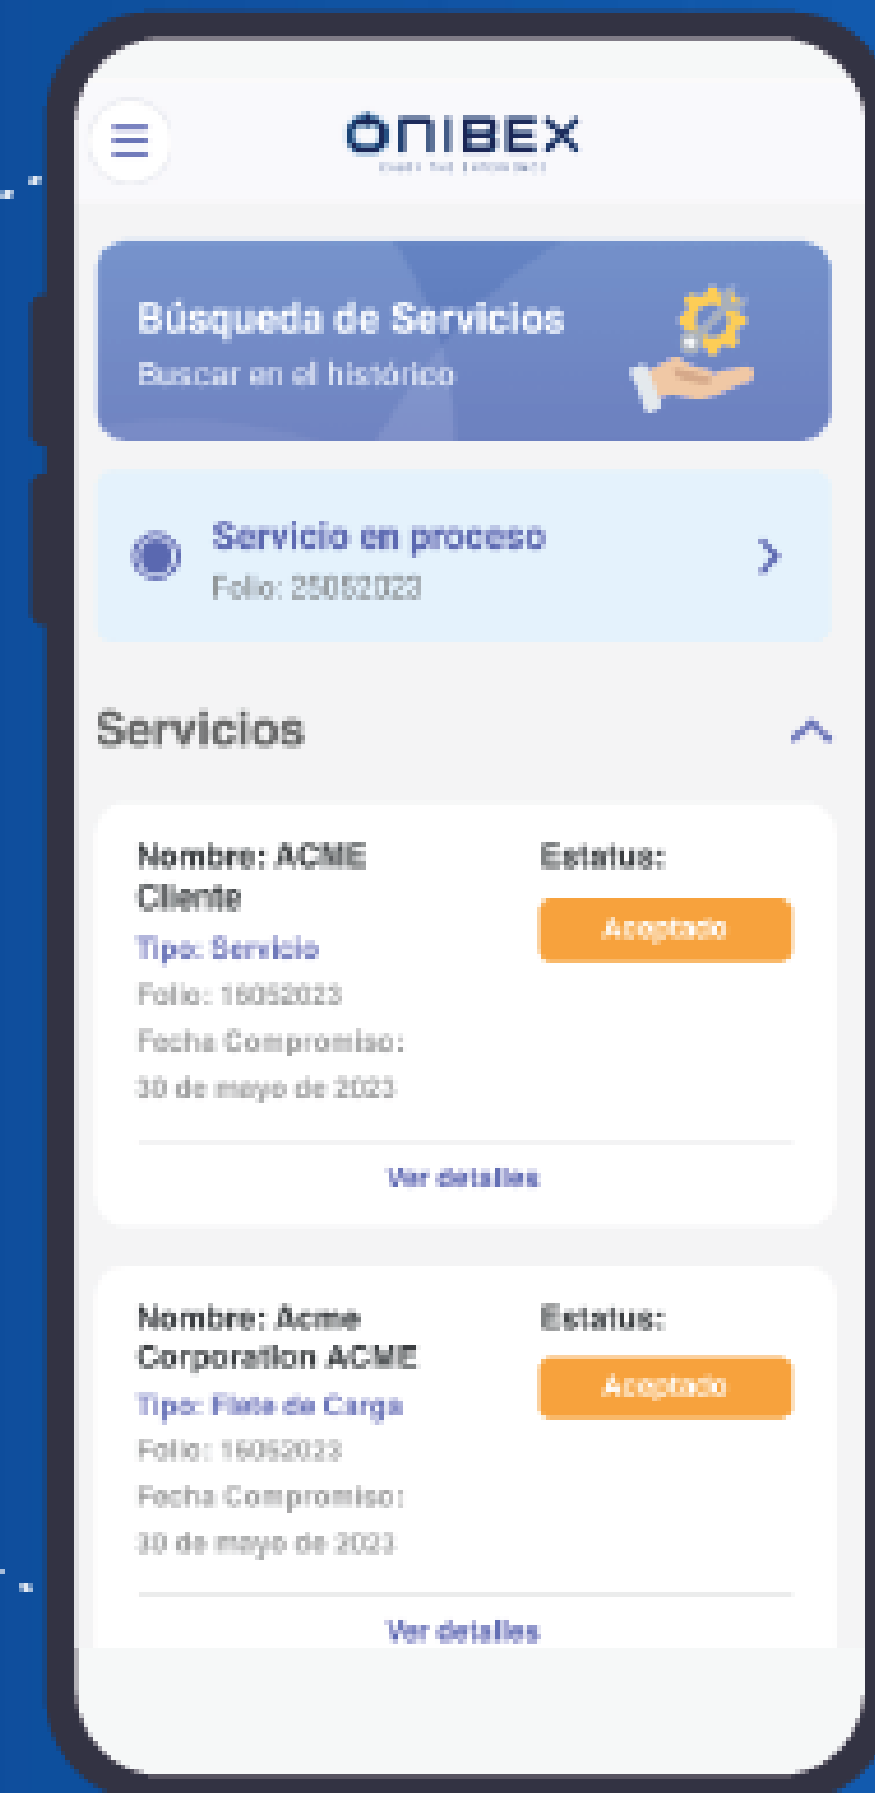 ONIBEX
Búsqueda de Servicios
Buscar en el histórico
Servicio en proceso
Folio: 25052023
Servicios
Nombre: ACME
Cliente
Estatus:
Aceptado
Tipo: Servicio
Folio: 16052023
Fecha Compromiso:
30 de mayo de 2023
Ver detalles
Nombre: Acme
Corporation ACME
Estatus:
Aceptado
Tipo: Flete de Carga
Folio: 16052023
Fecha Compromiso:
30 de mayo de 2023
Ver detalles